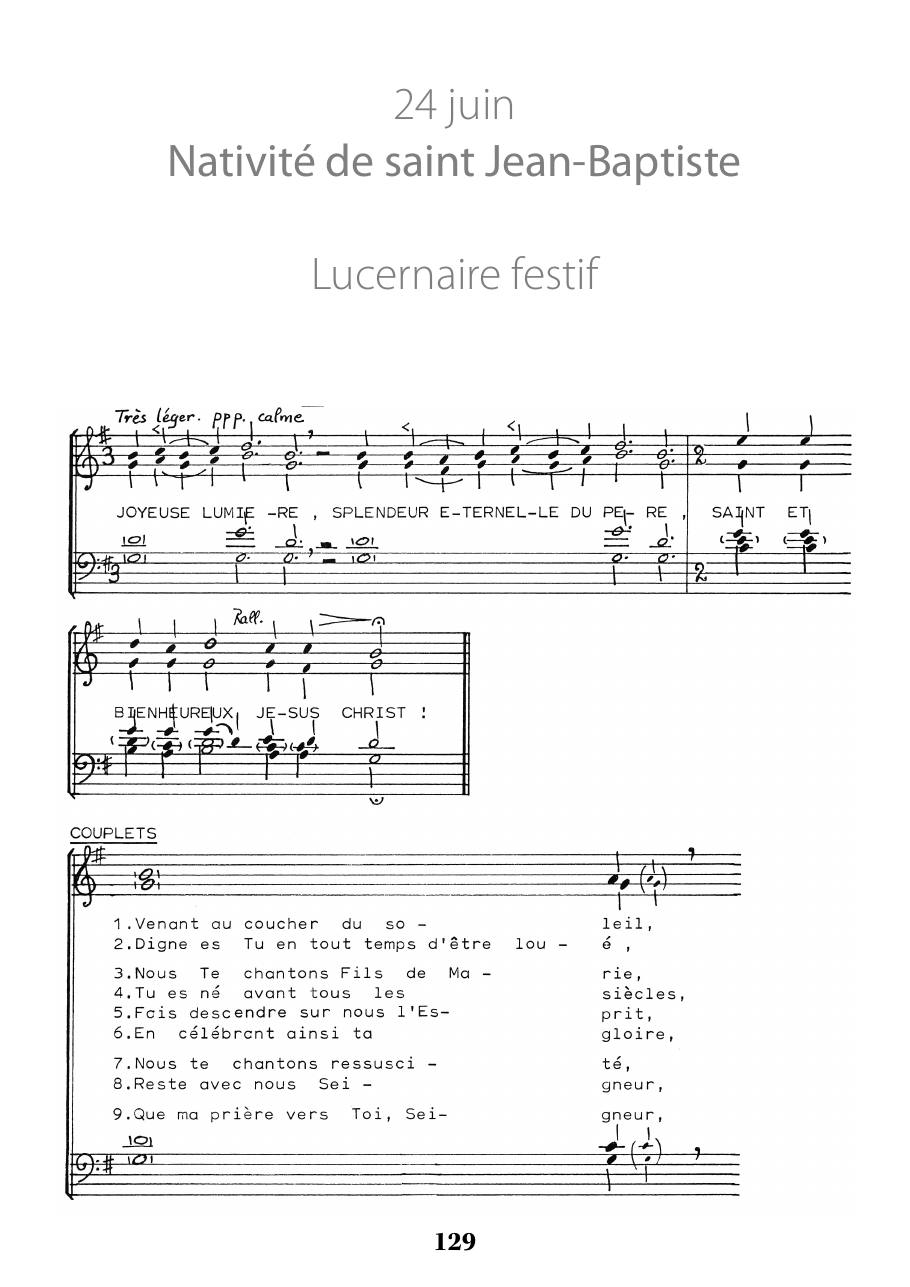 24 juin
Nativité de saint Jean-Baptiste
Lucernaire festif
Très léger. ppp. calme
JOYEUSE LUMIE -RE , SPLENDEUR E-TERNEL-LE DU PE- RE , SAINT ET
Rall.
BIENHEUREUX JE-SUS CHRIST !
COUPLETS
1.Venant au coucher du so - leil,
2.Digne es Tu en tout temps d'être lou - é ,
3.Nous Te chantons Fils de Ma - rie,
4.Tu es né avant tous les siècles,
5.Fais descendre sur nous l'Es- prit,
6.En célébrant ainsi ta gloire,
7.Nous te chantons ressusci - té,
8.Reste avec nous Sei - gneur,
9.Que ma prière vers Toi, Sei- gneur,
129